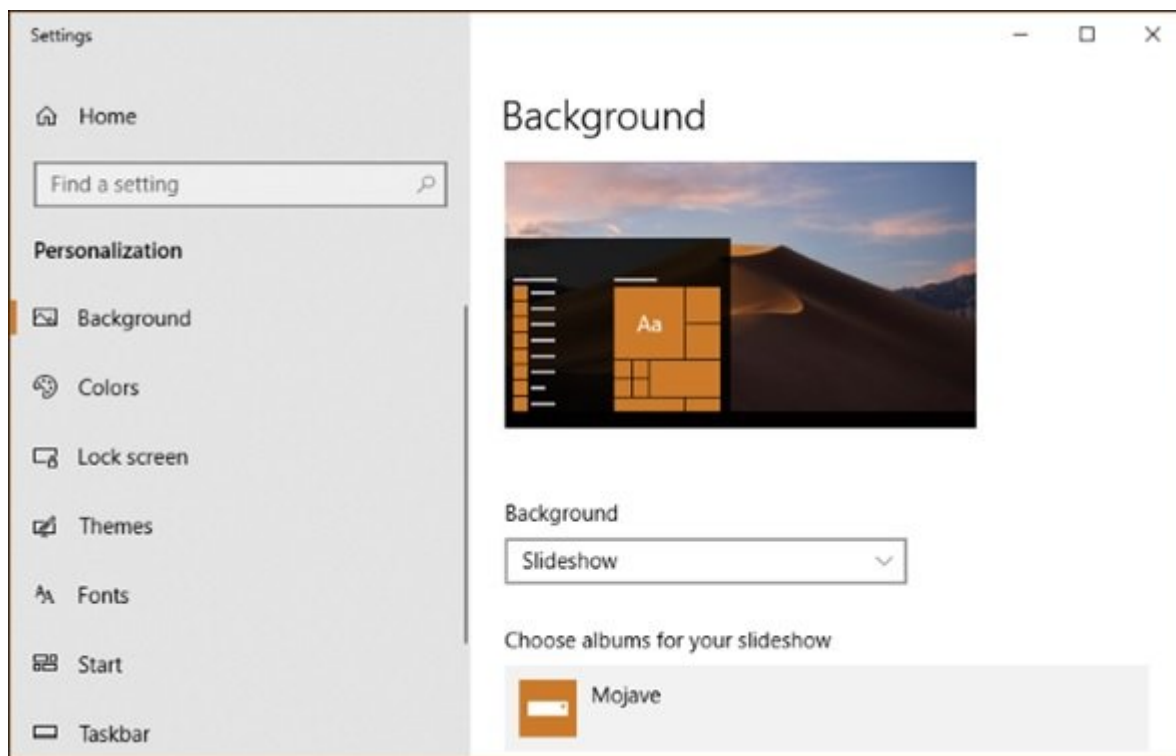 Settings
Home
Find a setting
Personalization
Background
Colors
Lock screen
Themes
Fonts
Start
Taskbar
Background
Aa
Background
Slideshow
Choose albums for your slideshow
Mojave